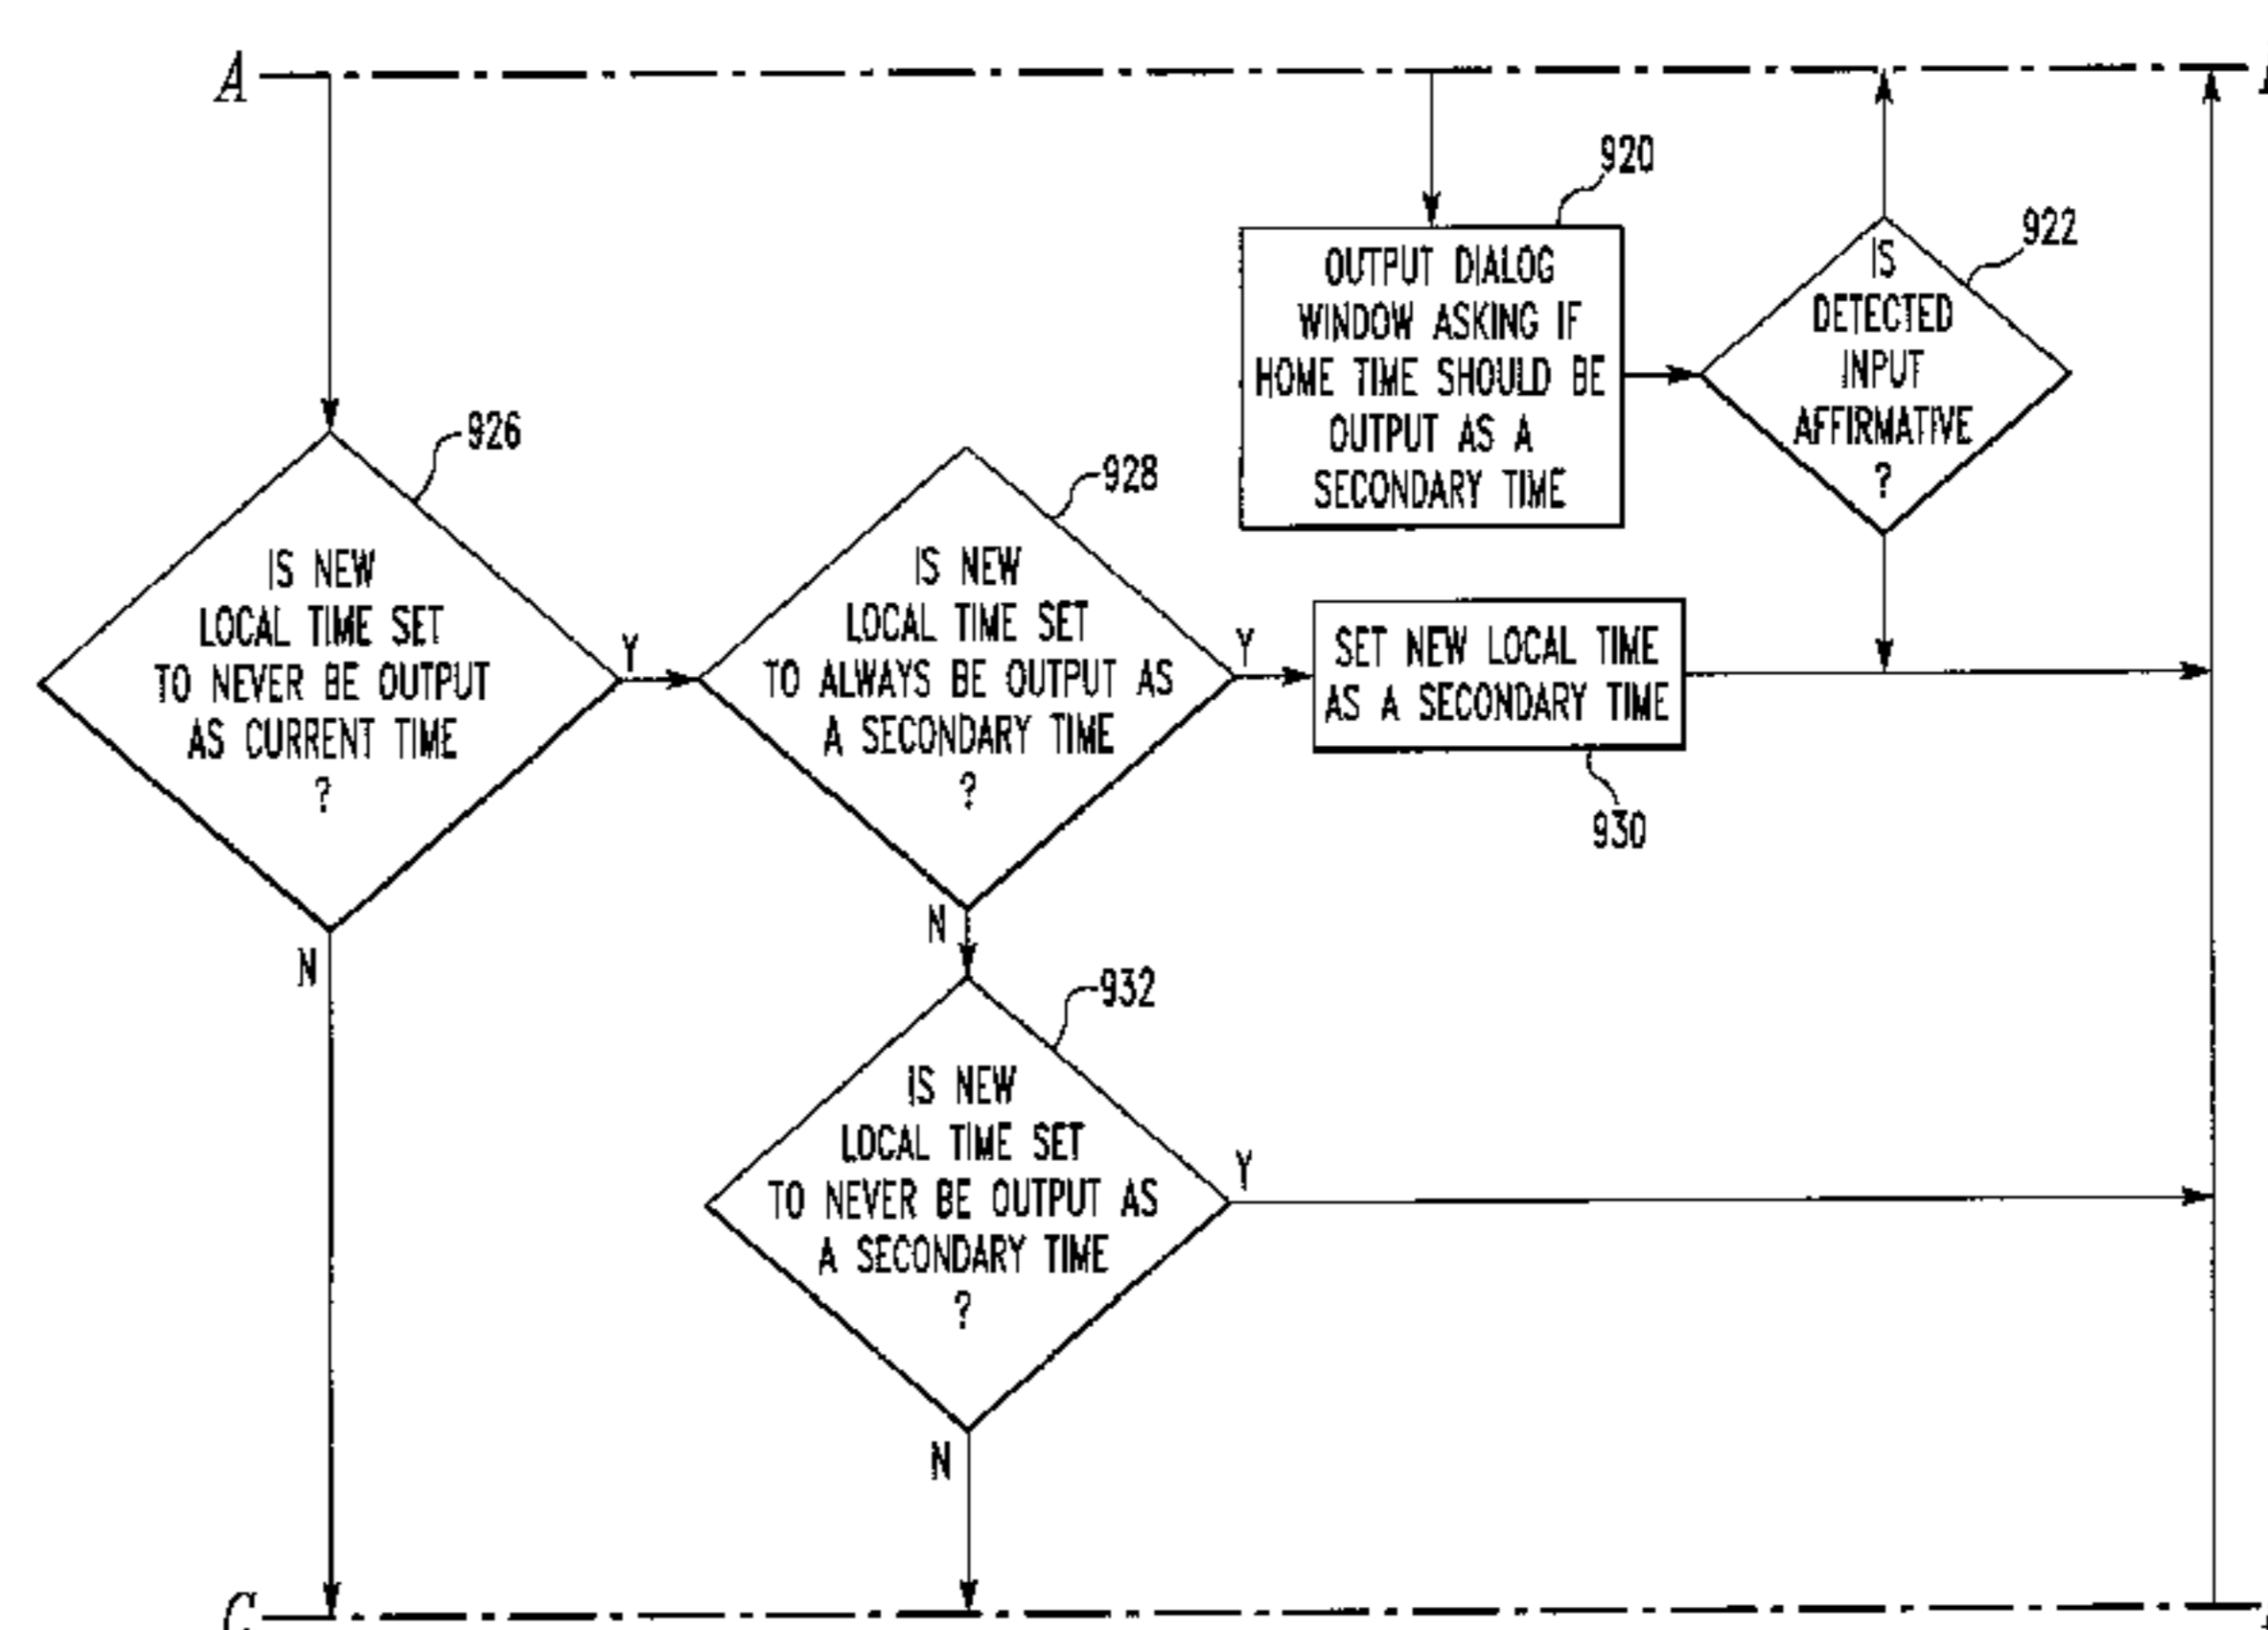 A
920
OUTPUT DIALOG
WINDOW ASKING IF
HOME TIME SHOULD BE
OUTPUT AS A
SECONDARY TIME
922
IS
DETECTED
INPUT
AFFIRMATIVE
?
926
IS NEW
LOCAL TIME SET
TO NEVER BE OUTPUT
AS CURRENT TIME
?
Y
N
928
IS NEW
LOCAL TIME SET
TO ALWAYS BE OUTPUT AS
A SECONDARY TIME
?
Y
N
SET NEW LOCAL TIME
AS A SECONDARY TIME
930
932
IS NEW
LOCAL TIME SET
TO NEVER BE OUTPUT AS
A SECONDARY TIME
?
Y
N
C